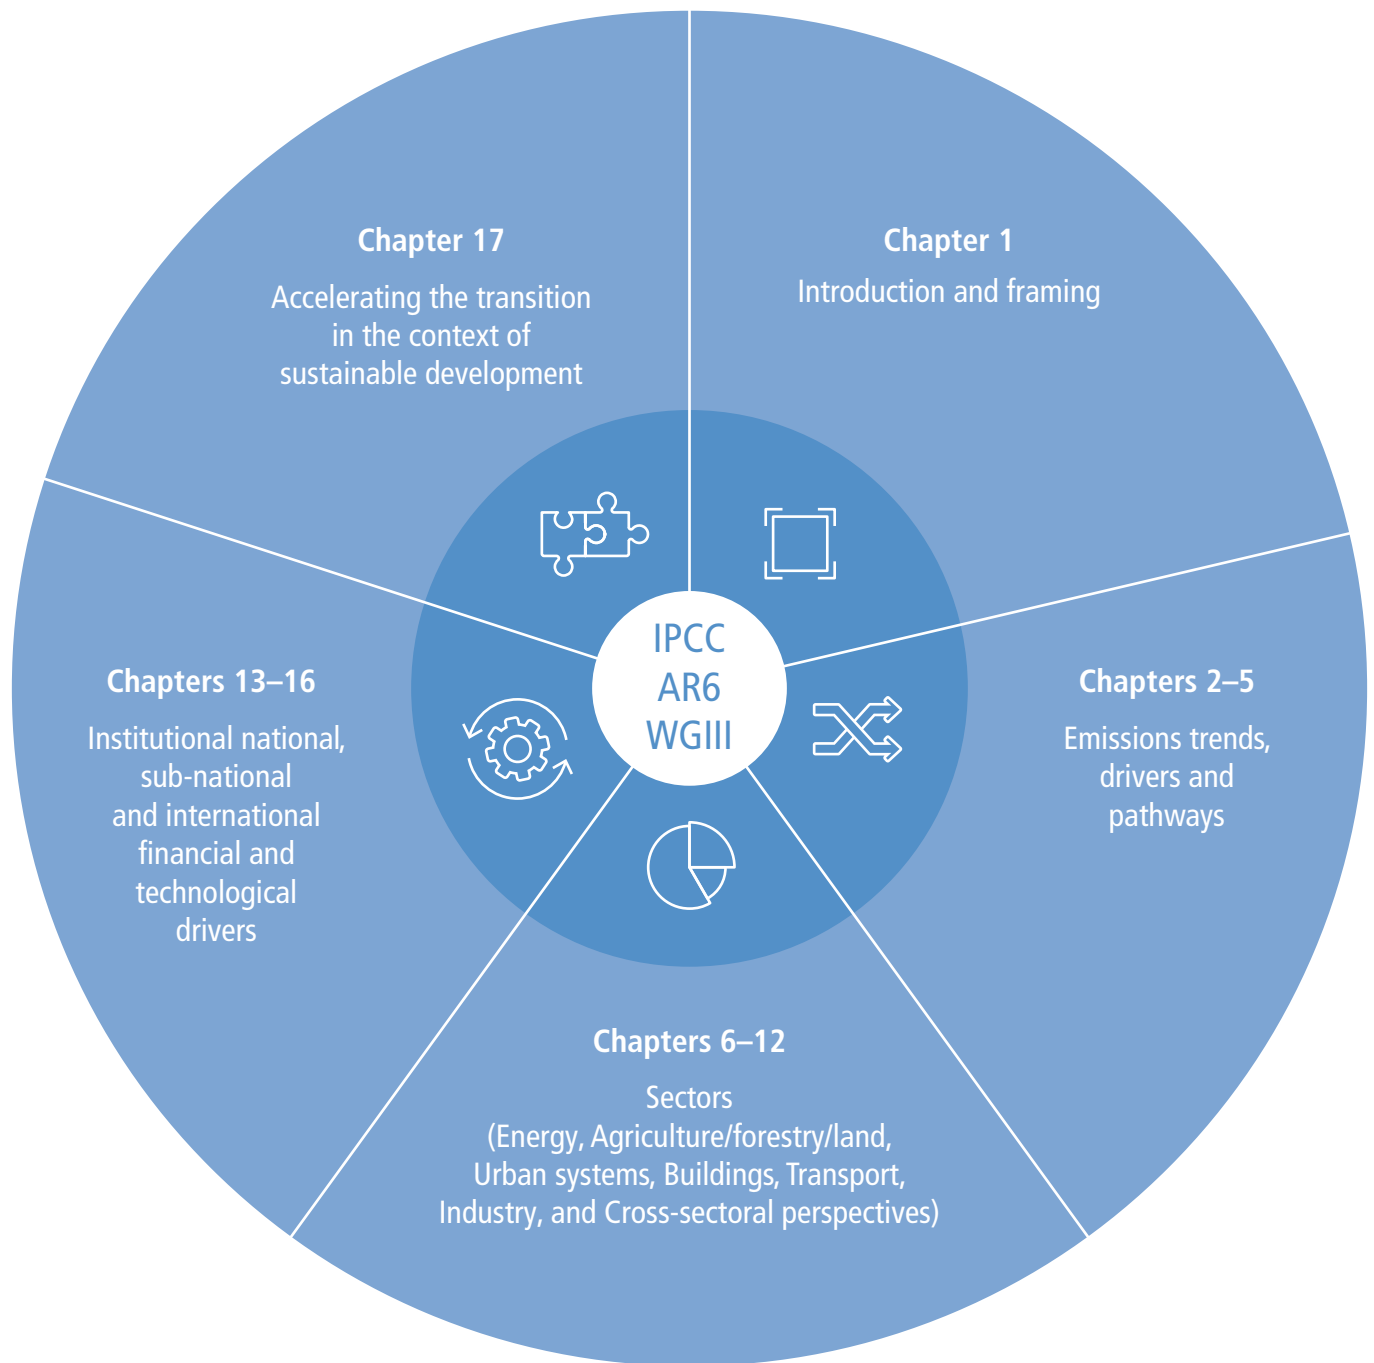 Chapter 17
Accelerating the transition
in the context of
sustainable development
Chapter 1
Introduction and framing
IPCC
AR6
WGIII
Chapters 13–16
Institutional national,
sub-national
and international
financial and
technological
drivers
Chapters 2–5
Emissions trends,
drivers and
pathways
Chapters 6–12
Sectors
(Energy, Agriculture/forestry/land,
Urban systems, Buildings, Transport,
Industry, and Cross-sectoral perspectives)